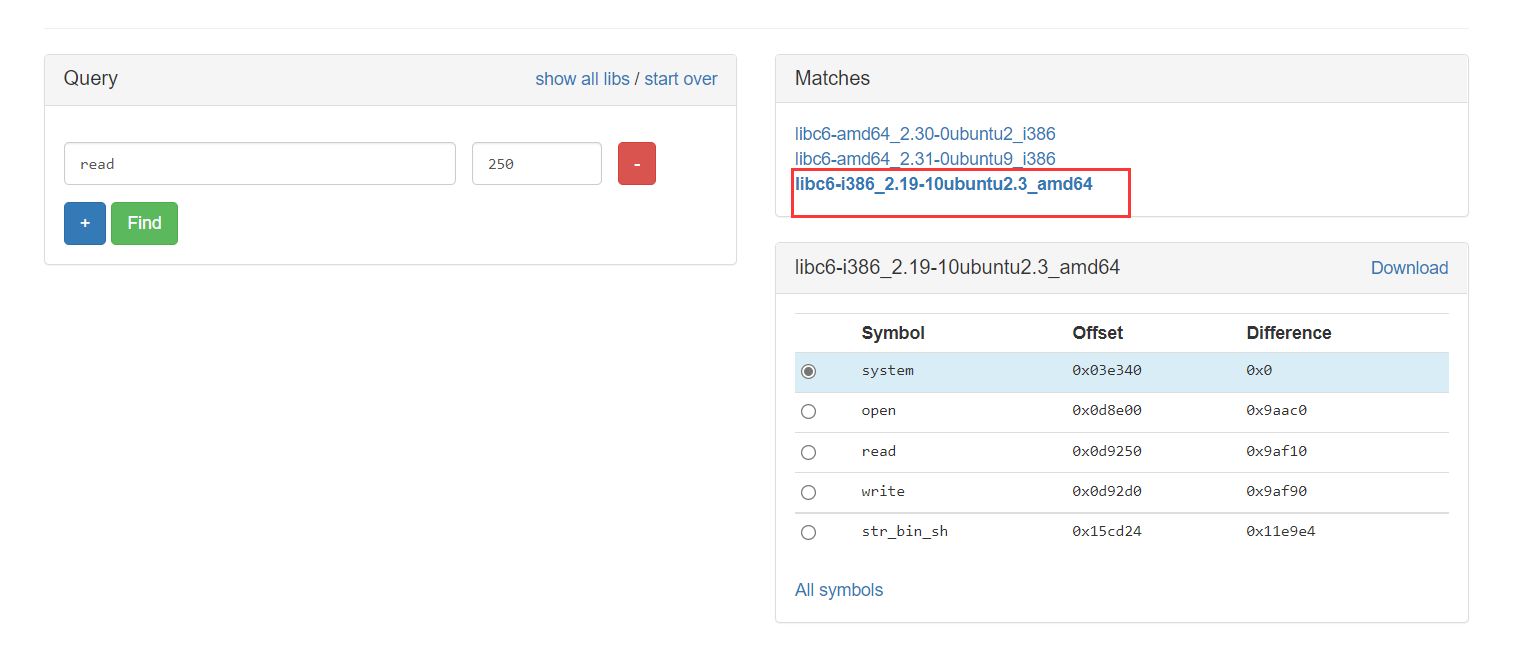 Query show all libs / start over
read 250 -
+ Find
Matches
libc6-amd64_2.30-0ubuntu2_i386
libc6-amd64_2.31-0ubuntu9_i386
libc6-i386_2.19-10ubuntu2.3_amd64
libc6-i386_2.19-10ubuntu2.3_amd64 Download
Symbol Offset Difference
system 0x03e340 0x0
open 0x0d8e00 0x9aac0
read 0x0d9250 0x9af10
write 0x0d92d0 0x9af90
str_bin_sh 0x15cd24 0x11e9e4
All symbols